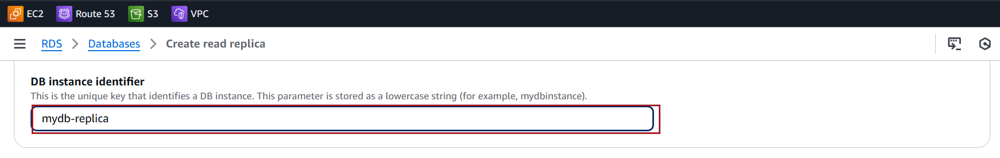 EC2 Route 53 S3 VPC
RDS Databases Create read replica
DB instance identifier
This is the unique key that identifies a DB instance. This parameter is stored as a lowercase string (for example, mydbinstance).
mydb-replica